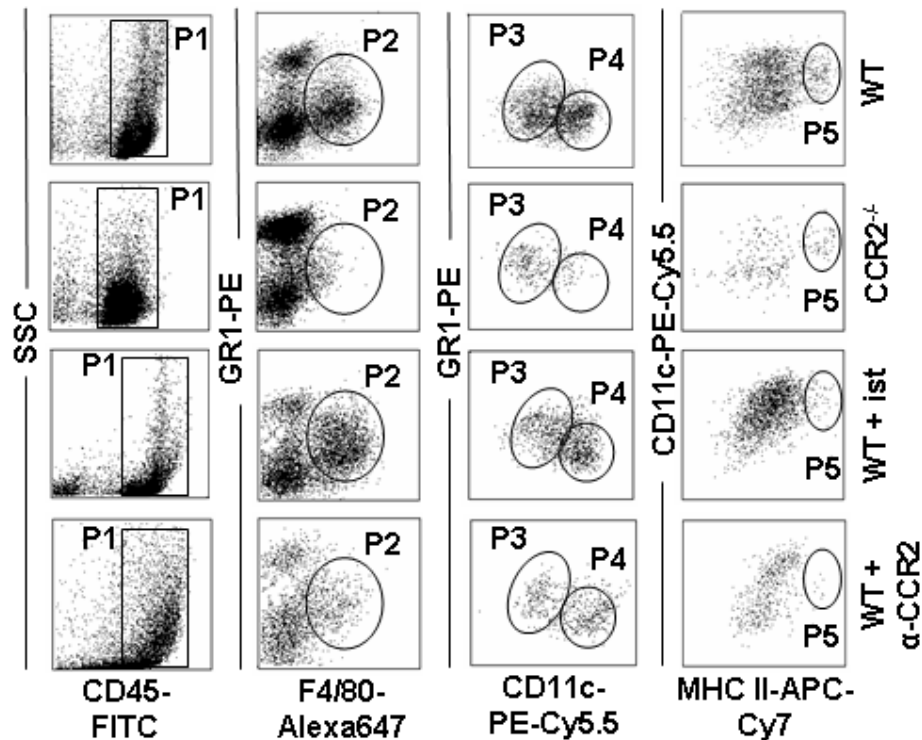 P1
P2
P3
P4
P5
WT
P1
P2
P3
P4
P5
CCR2-/-
P1
P2
P3
P4
P5
WT + ist
P1
P2
P3
P4
P5
WT +
α-CCR2
SSC
GR1-PE
GR1-PE
CD11c-PE-Cy5.5
CD45-
FITC
F4/80-
Alexa647
CD11c-
PE-Cy5.5
MHC II-APC-
Cy7